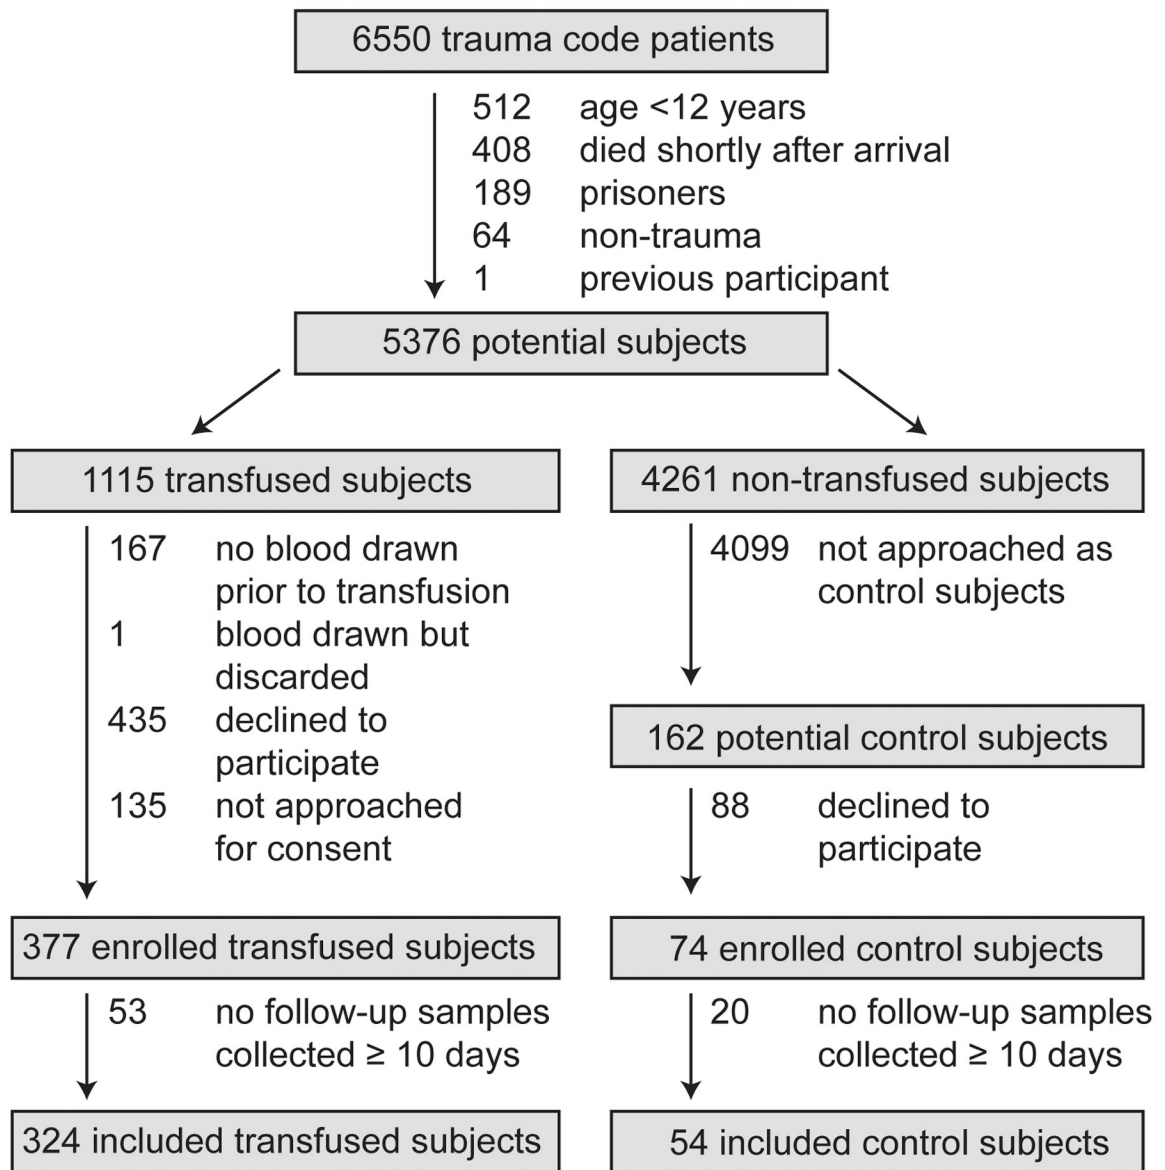 6550 trauma code patients
512 age <12 years
408 died shortly after arrival
189 prisoners
64 non-trauma
1 previous participant
5376 potential subjects
1115 transfused subjects
167 no blood drawn
prior to transfusion
1 blood drawn but
discarded
435 declined to
participate
135 not approached
for consent
377 enrolled transfused subjects
53 no follow-up samples
collected ≥ 10 days
324 included transfused subjects
4261 non-transfused subjects
4099 not approached as
control subjects
162 potential control subjects
88 declined to
participate
74 enrolled control subjects
20 no follow-up samples
collected ≥ 10 days
54 included control subjects